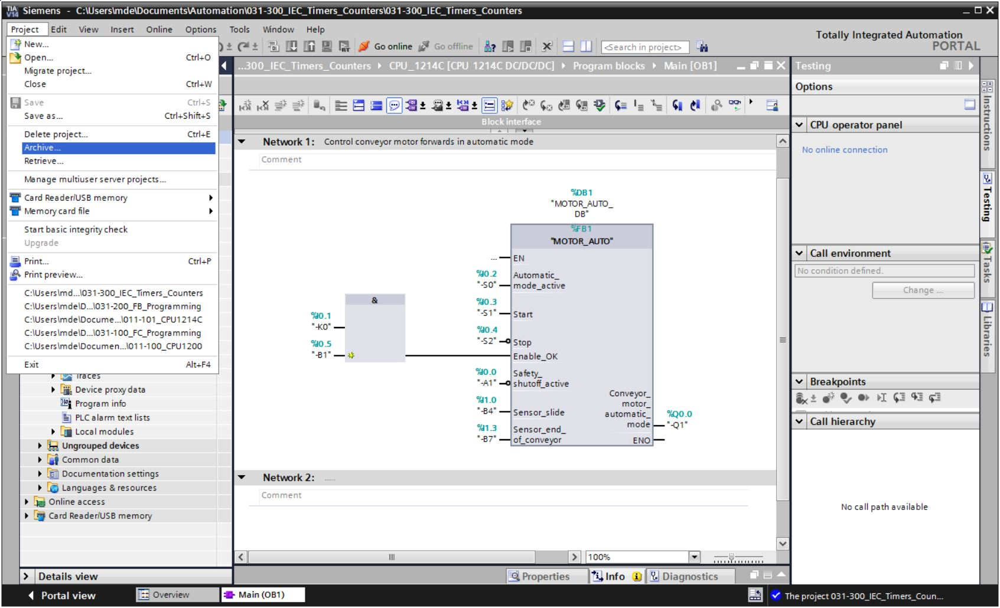 TIA V14 Siemens - C:\Users\mde\Documents\Automation\031-300_IEC_Timers_Counters\031-300_IEC_Timers_Counters
Project Edit View Insert Online Options Tools Window Help
Totally Integrated Automation
PORTAL
Go online Go offline <Search in project>
New...
Open... Ctrl+O
Migrate project...
Close Ctrl+W
Save Ctrl+S
Save as... Ctrl+Shift+S
Delete project... Ctrl+E
Archive...
Retrieve...
Manage multiuser server projects...
Card Reader/USB memory
Memory card file
Start basic integrity check
Upgrade
Print... Ctrl+P
Print preview...
C:\Users\md...\031-300_IEC_Timers_Counters
C:\Users\mde\D...\031-200_FB_Programming
C:\Users\mde\Docume...\011-101_CPU1214C
C:\Users\mde\D...\031-100_FC_Programming
C:\Users\mde\Documen...\011-100_CPU1200
Exit Alt+F4
Traces
Device proxy data
Program info
PLC alarm text lists
Local modules
Ungrouped devices
Common data
Documentation settings
Languages & resources
Online access
Card Reader/USB memory
Details view
...300_IEC_Timers_Counters CPU_1214C [CPU 1214C DC/DC/DC] Program blocks Main [OB1]
Block interface
Network 1: Control conveyor motor forwards in automatic mode
Comment
%DB1
"MOTOR_AUTO_
DB"
%FB1
"MOTOR_AUTO"
... EN
%I0.2
"-S0"
Automatic_
mode_active
%I0.3
"-S1" Start
%I0.4
"-S2" Stop
&
%I0.1
"-K0"
%I0.5
"-B1"
Enable_OK
%I0.0
"-A1"
Safety_
shutoff_active
%I1.0
"-B4" Sensor_slide
%I1.3
"-B7"
Sensor_end_
of_conveyor
Conveyor_
motor_
automatic_
mode
%Q0.0
"-Q1"
ENO
Network 2: .....
Comment
100%
Properties Info Diagnostics
Testing
Options
CPU operator panel
No online connection
Call environment
No condition defined.
Change ...
Breakpoints
Call hierarchy
No call path available
Instructions
Testing
Tasks
Libraries
Portal view Overview Main (OB1) The project 031-300_IEC_Timers_Coun...